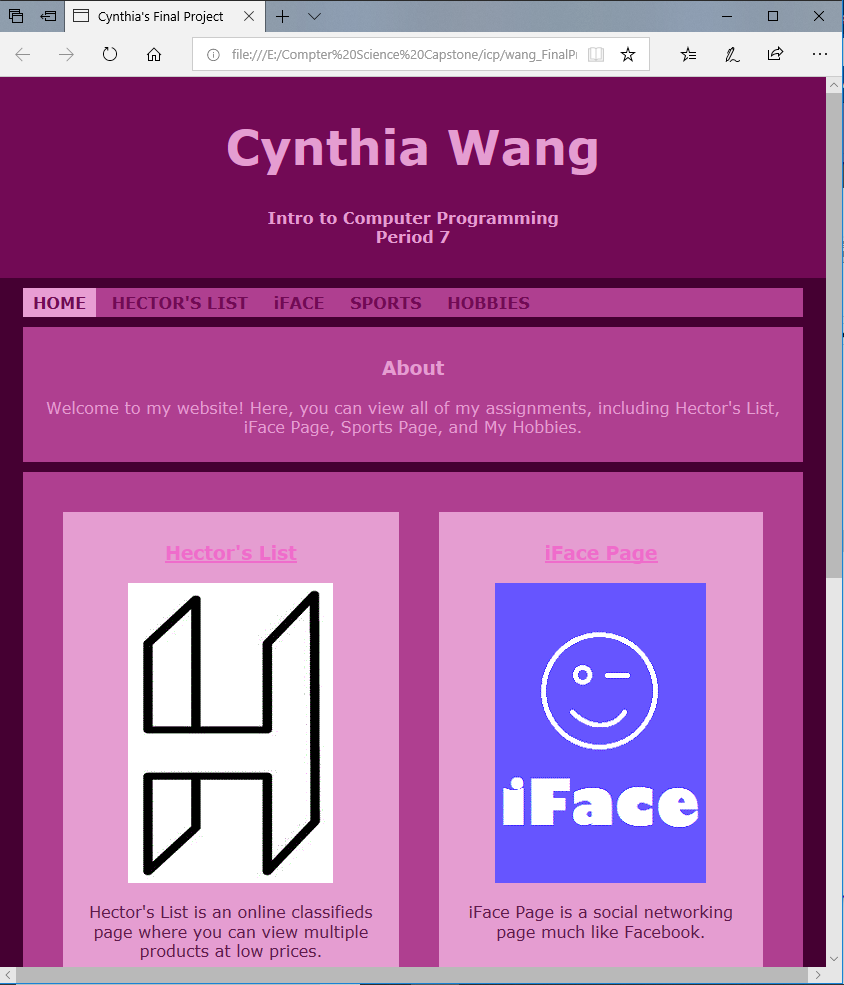 Cynthia's Final Project
file:///E:/Compter%20Science%20Capstone/icp/wang_FinalPr
Cynthia Wang
Intro to Computer Programming
Period 7
HOME HECTOR'S LIST iFACE SPORTS HOBBIES
About
Welcome to my website! Here, you can view all of my assignments, including Hector's List,
iFace Page, Sports Page, and My Hobbies.
Hector's List
H
Hector's List is an online classifieds
page where you can view multiple
products at low prices.
iFace Page
iFace
iFace Page is a social networking
page much like Facebook.